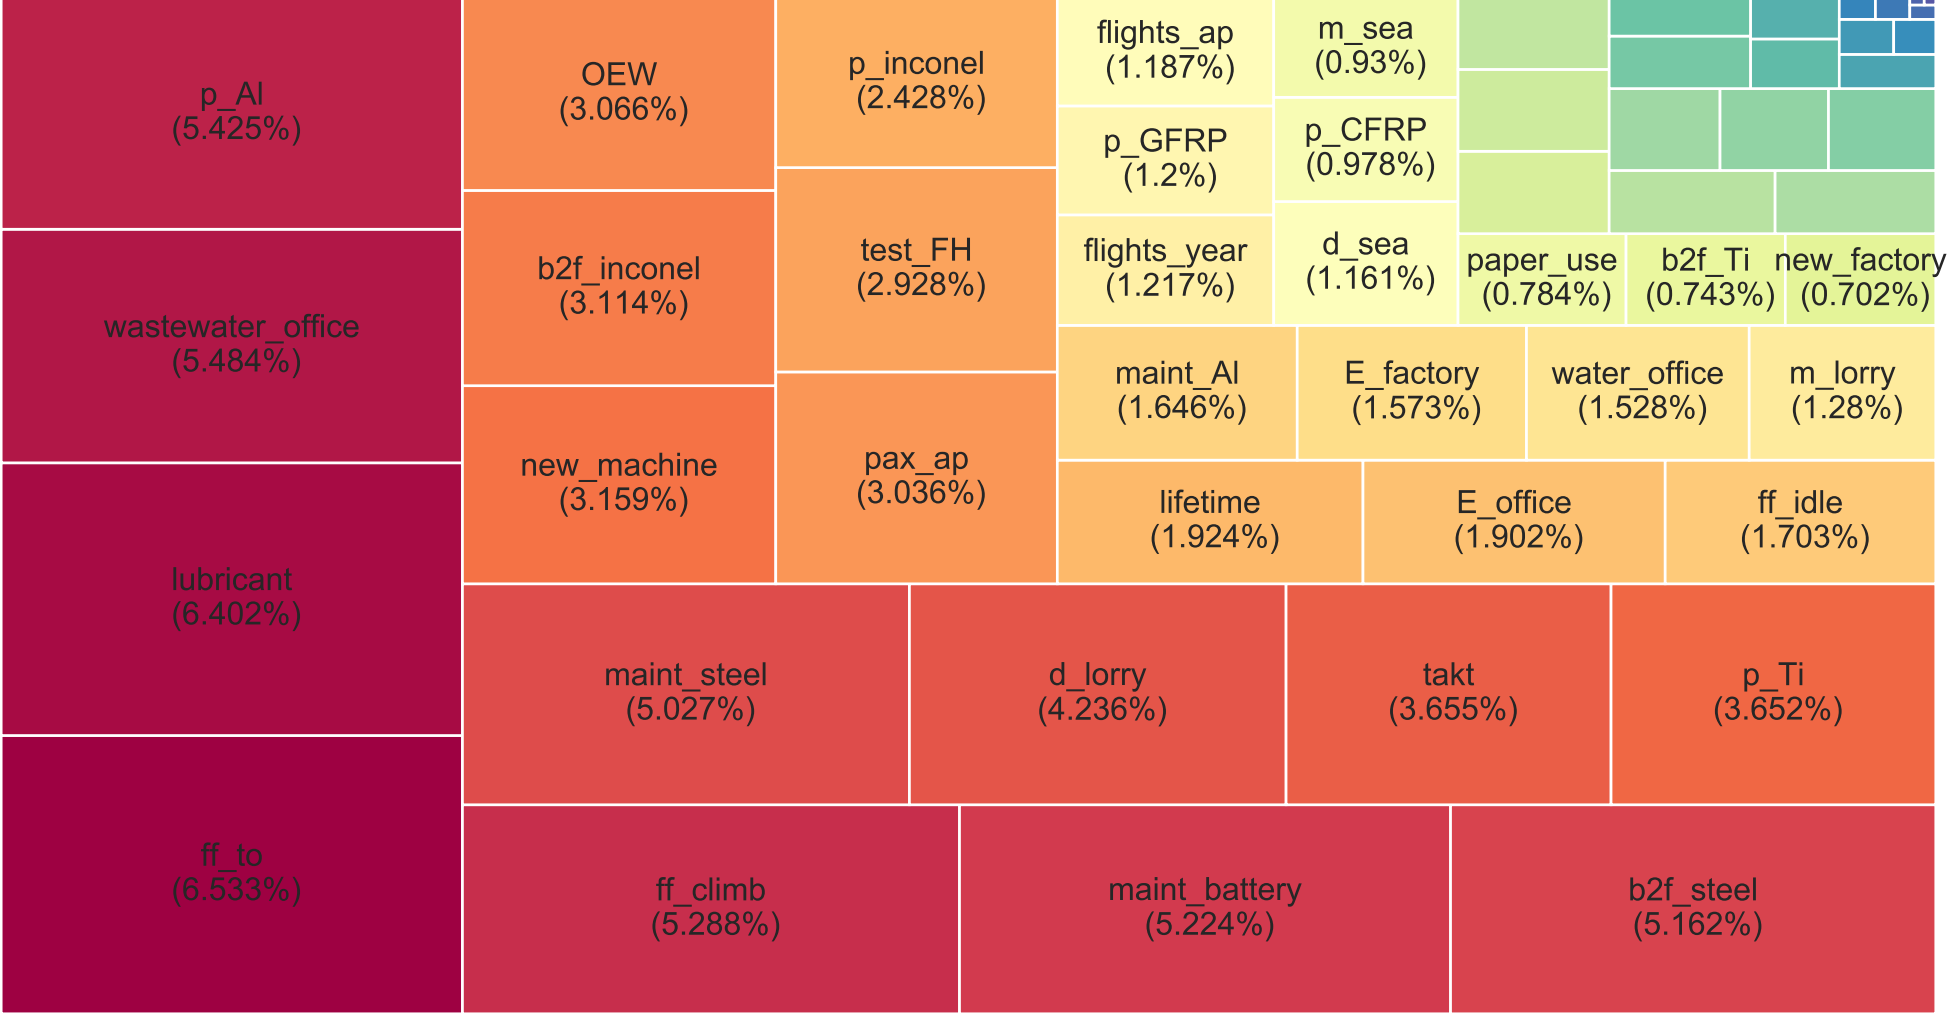 p_Al
(5.425%)
wastewater_office
(5.484%)
lubricant
(6.402%)
ff_to
(6.533%)
OEW
(3.066%)
b2f_inconel
(3.114%)
new_machine
(3.159%)
p_inconel
(2.428%)
test_FH
(2.928%)
pax_ap
(3.036%)
flights_ap
(1.187%)
p_GFRP
(1.2%)
flights_year
(1.217%)
m_sea
(0.93%)
p_CFRP
(0.978%)
d_sea
(1.161%)
paper_use
(0.784%)
b2f_Ti
(0.743%)
new_factory
(0.702%)
maint_Al
(1.646%)
E_factory
(1.573%)
water_office
(1.528%)
m_lorry
(1.28%)
lifetime
(1.924%)
E_office
(1.902%)
ff_idle
(1.703%)
maint_steel
(5.027%)
d_lorry
(4.236%)
takt
(3.655%)
p_Ti
(3.652%)
ff_climb
(5.288%)
maint_battery
(5.224%)
b2f_steel
(5.162%)